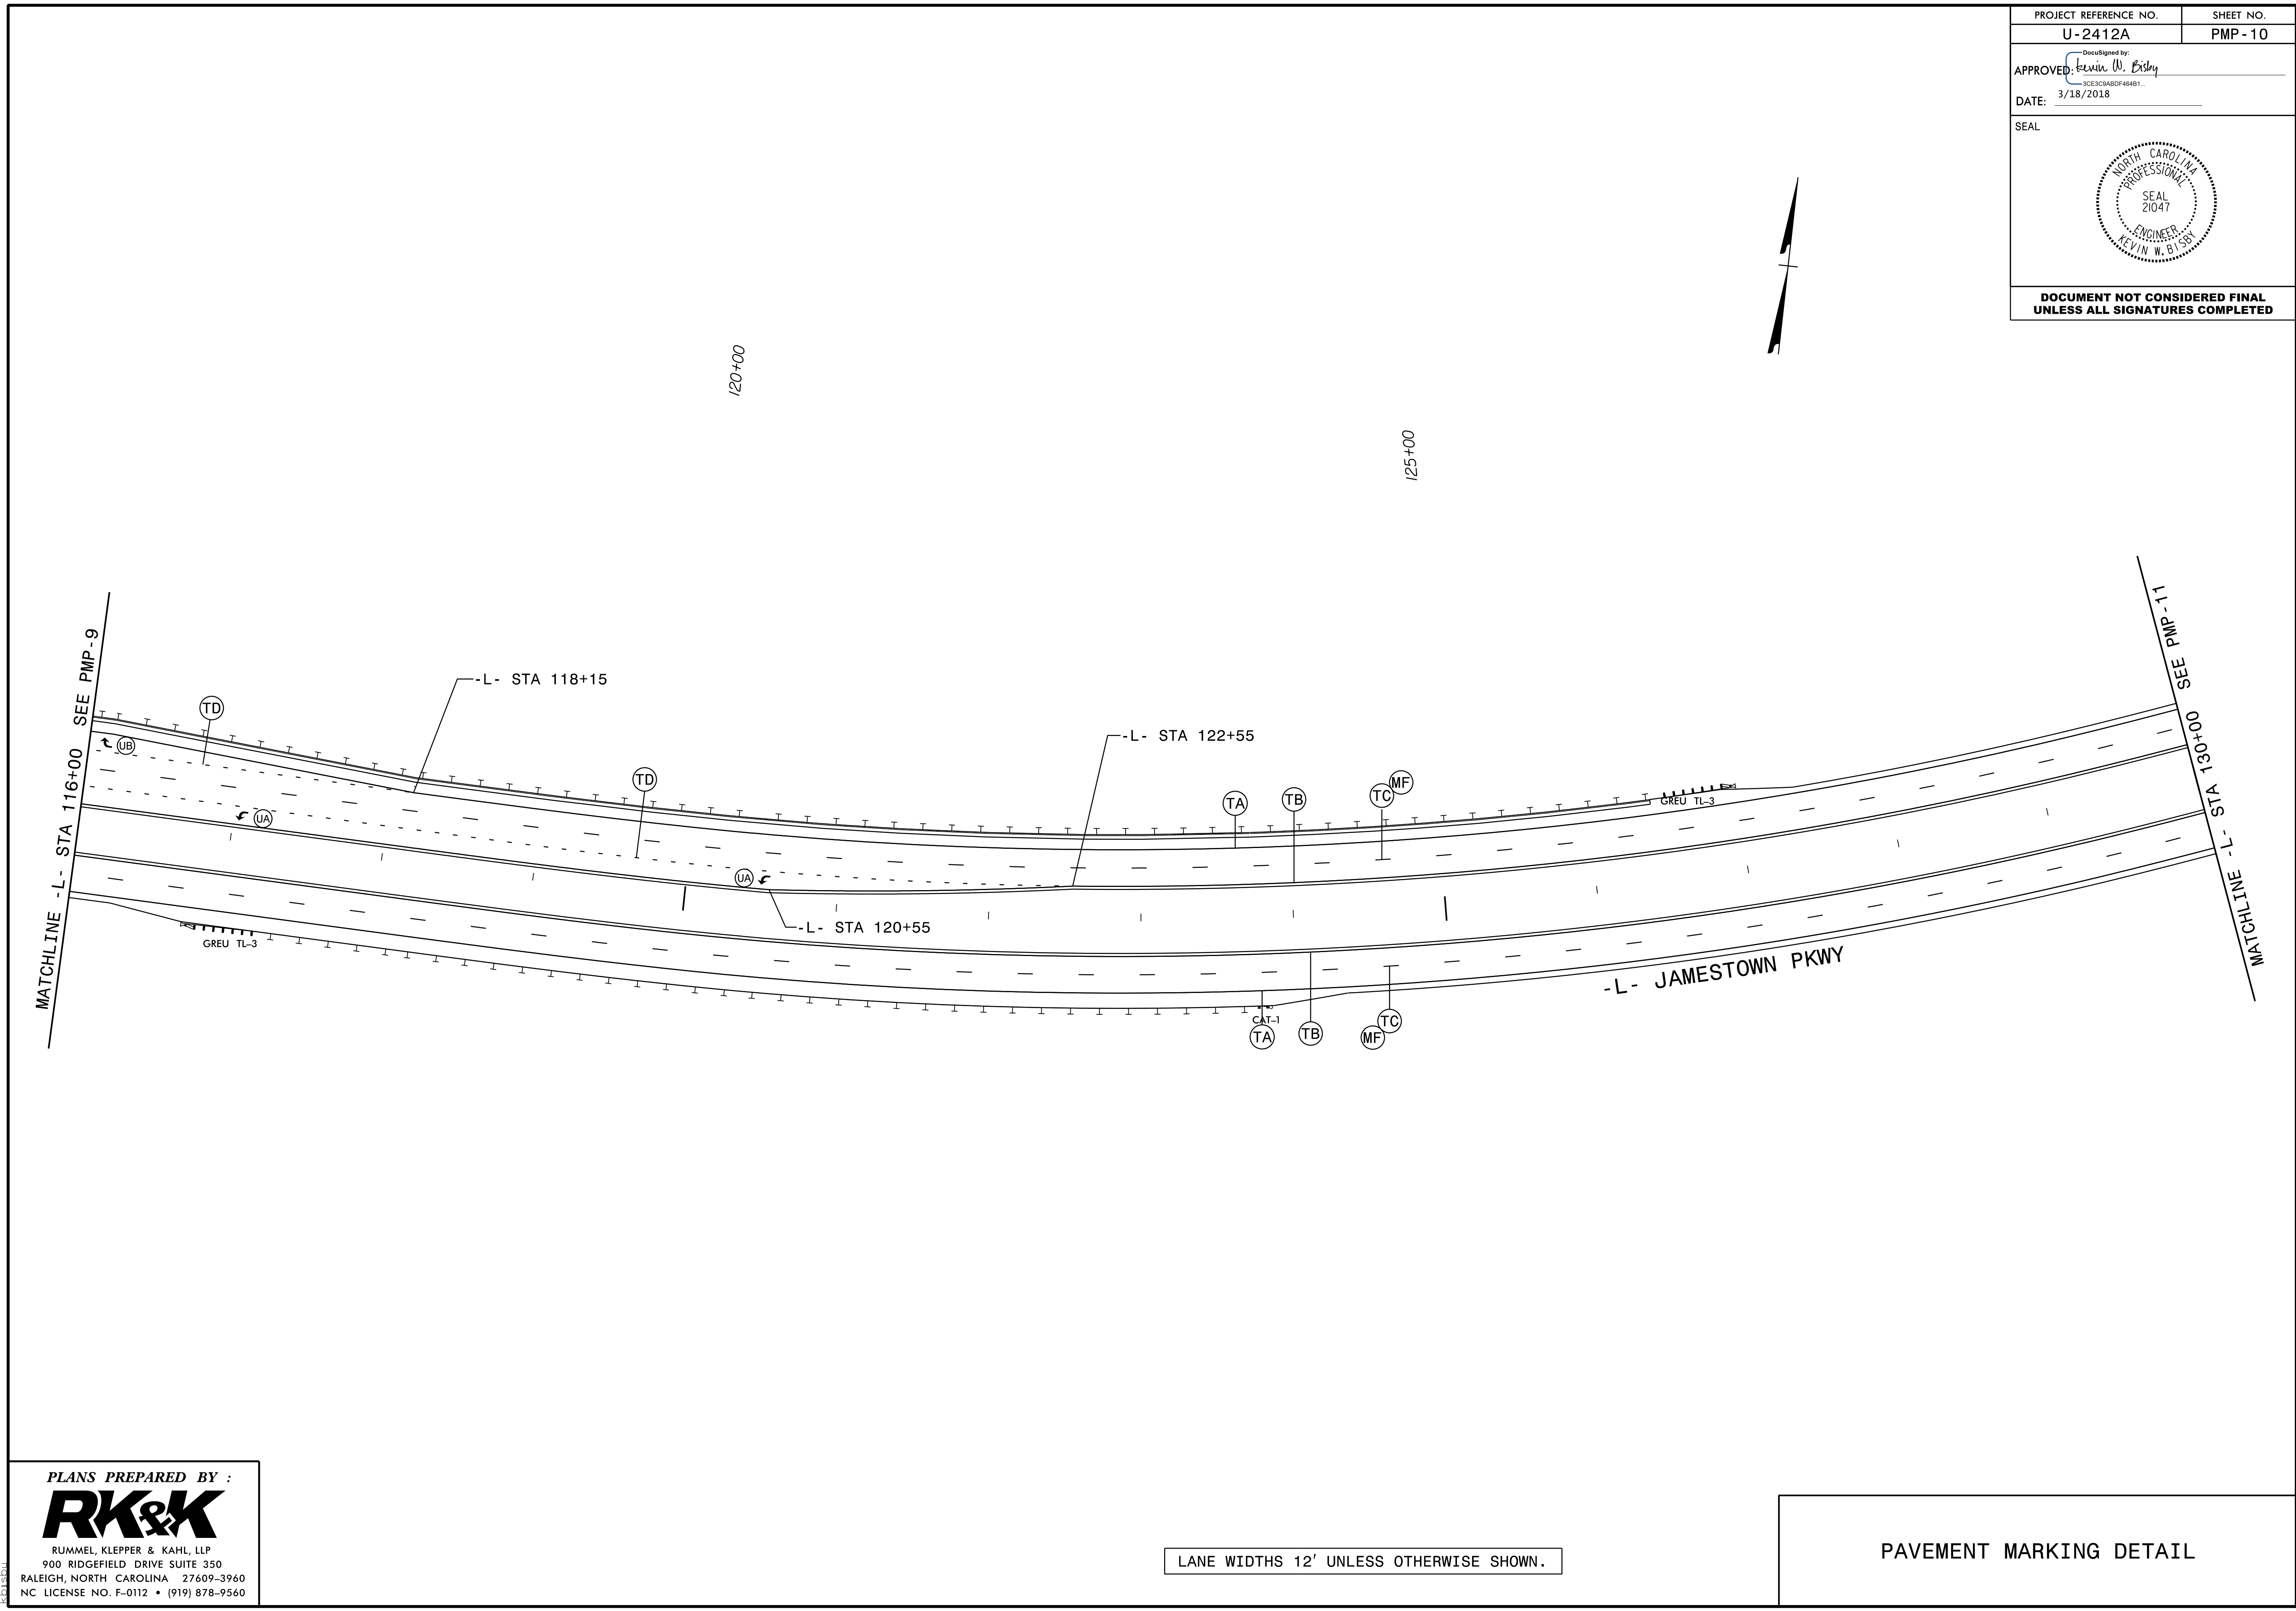 PROJECT REFERENCE NO. SHEET NO.
U-2412A PMP-10
DocuSigned by:
APPROVED: Kevin W. Bisby
3CE3C9ABDF464B1...
DATE: 3/18/2018
SEAL
NORTH CAROLINA
PROFESSIONAL
SEAL
21047
ENGINEER
KEVIN W. BISBY
DOCUMENT NOT CONSIDERED FINAL
UNLESS ALL SIGNATURES COMPLETED
120+00
125+00
MATCHLINE -L- STA 116+00 SEE PMP-9
MATCHLINE -L- STA 130+00 SEE PMP-11
-L- STA 118+15
TD
UB
-L- STA 122+55
TD
MF
TC
TA
TB
GREU TL-3
UA
UA
-L- STA 120+55
GREU TL-3
-L- JAMESTOWN PKWY
CAT-1
TA
TB
TC
MF
PLANS PREPARED BY :
RK&K
RUMMEL, KLEPPER & KAHL, LLP
900 RIDGEFIELD DRIVE SUITE 350
RALEIGH, NORTH CAROLINA 27609-3960
NC LICENSE NO. F-0112 • (919) 878-9560
kbisby
LANE WIDTHS 12' UNLESS OTHERWISE SHOWN.
PAVEMENT MARKING DETAIL